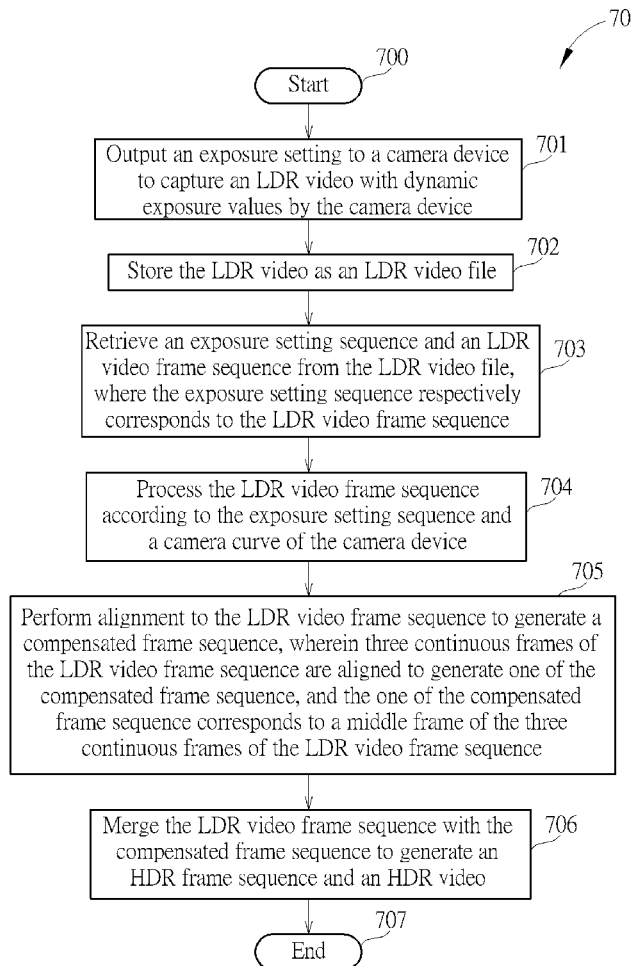 70
700
Start
701
Output an exposure setting to a camera device
to capture an LDR video with dynamic
exposure values by the camera device
702
Store the LDR video as an LDR video file
703
Retrieve an exposure setting sequence and an LDR
video frame sequence from the LDR video file,
where the exposure setting sequence respectively
corresponds to the LDR video frame sequence
704
Process the LDR video frame sequence
according to the exposure setting sequence and
a camera curve of the camera device
705
Perform alignment to the LDR video frame sequence to generate a
compensated frame sequence, wherein three continuous frames of
the LDR video frame sequence are aligned to generate one of the
compensated frame sequence, and the one of the compensated
frame sequence corresponds to a middle frame of the three
continuous frames of the LDR video frame sequence
706
Merge the LDR video frame sequence with the
compensated frame sequence to generate an
HDR frame sequence and an HDR video
707
End